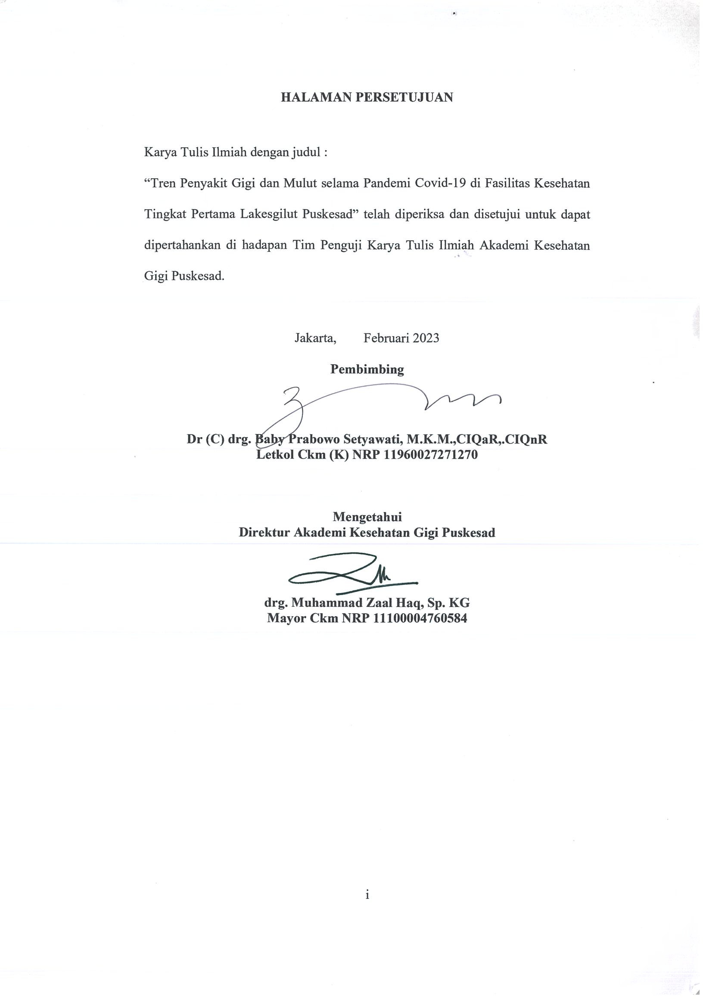 HALAMAN PERSETUJUAN
Karya Tulis Ilmiah dengan judul :
“Tren Penyakit Gigi dan Mulut selama Pandemi Covid-19 di Fasilitas Kesehatan
Tingkat Pertama Lakesgilut Puskesad” telah diperiksa dan disetujui untuk dapat
dipertahankan di hadapan Tim Penguji Karya Tulis Ilmiah Akademi Kesehatan
Gigi Puskesad.
Jakarta, Februari 2023
Pembimbing
Dr (C) drg. Baby Prabowo Setyawati, M.K.M.,CIQaR,.CIQnR
Letkol Ckm (K) NRP 11960027271270
Mengetahui
Direktur Akademi Kesehatan Gigi Puskesad
drg. Muhammad Zaal Haq, Sp. KG
Mayor Ckm NRP 11100004760584
i